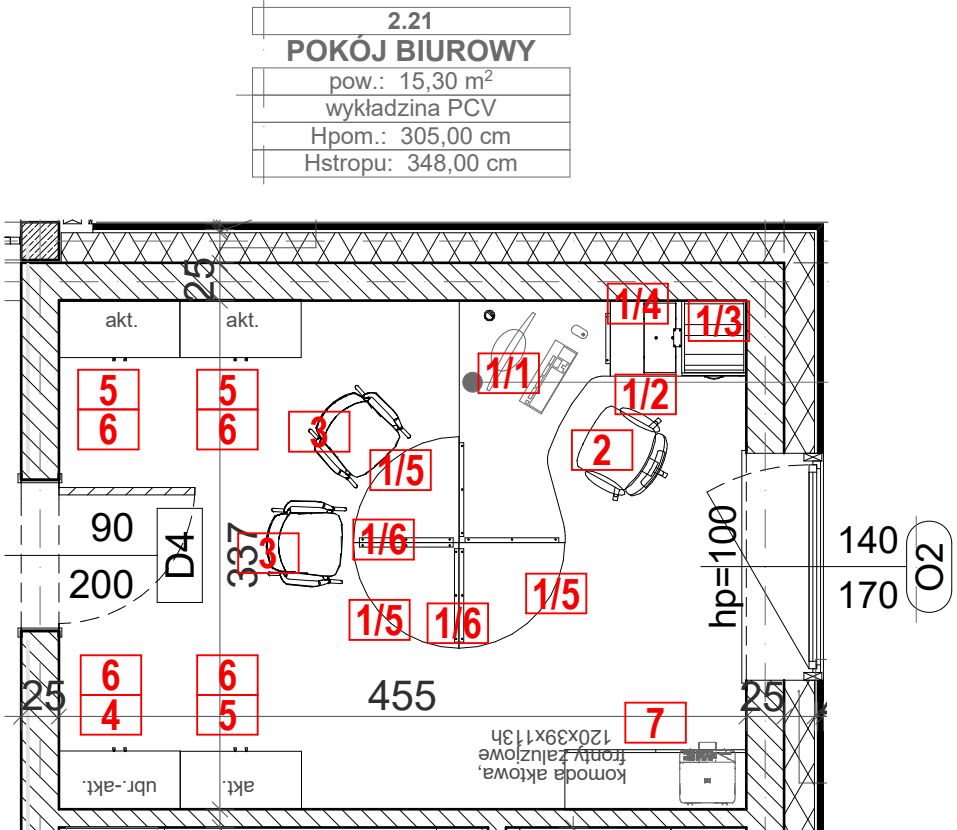 2.21
POKÓJ BIUROWY
pow.: 15,30 m²
wykładzina PCV
Hpom.: 305,00 cm
Hstropu: 348,00 cm
25
akt.
akt.
1/4
1/3
1/1
1/2
5
5
6
6
3
2
1/5
90
200
D4
337
3
1/6
hp=100
140
170
O2
1/5
1/6
1/5
6
6
4
5
25
455
25
7
ubr.-akt.
akt.
komoda aktowa,
fronty żaluzjowe
120x39x113h